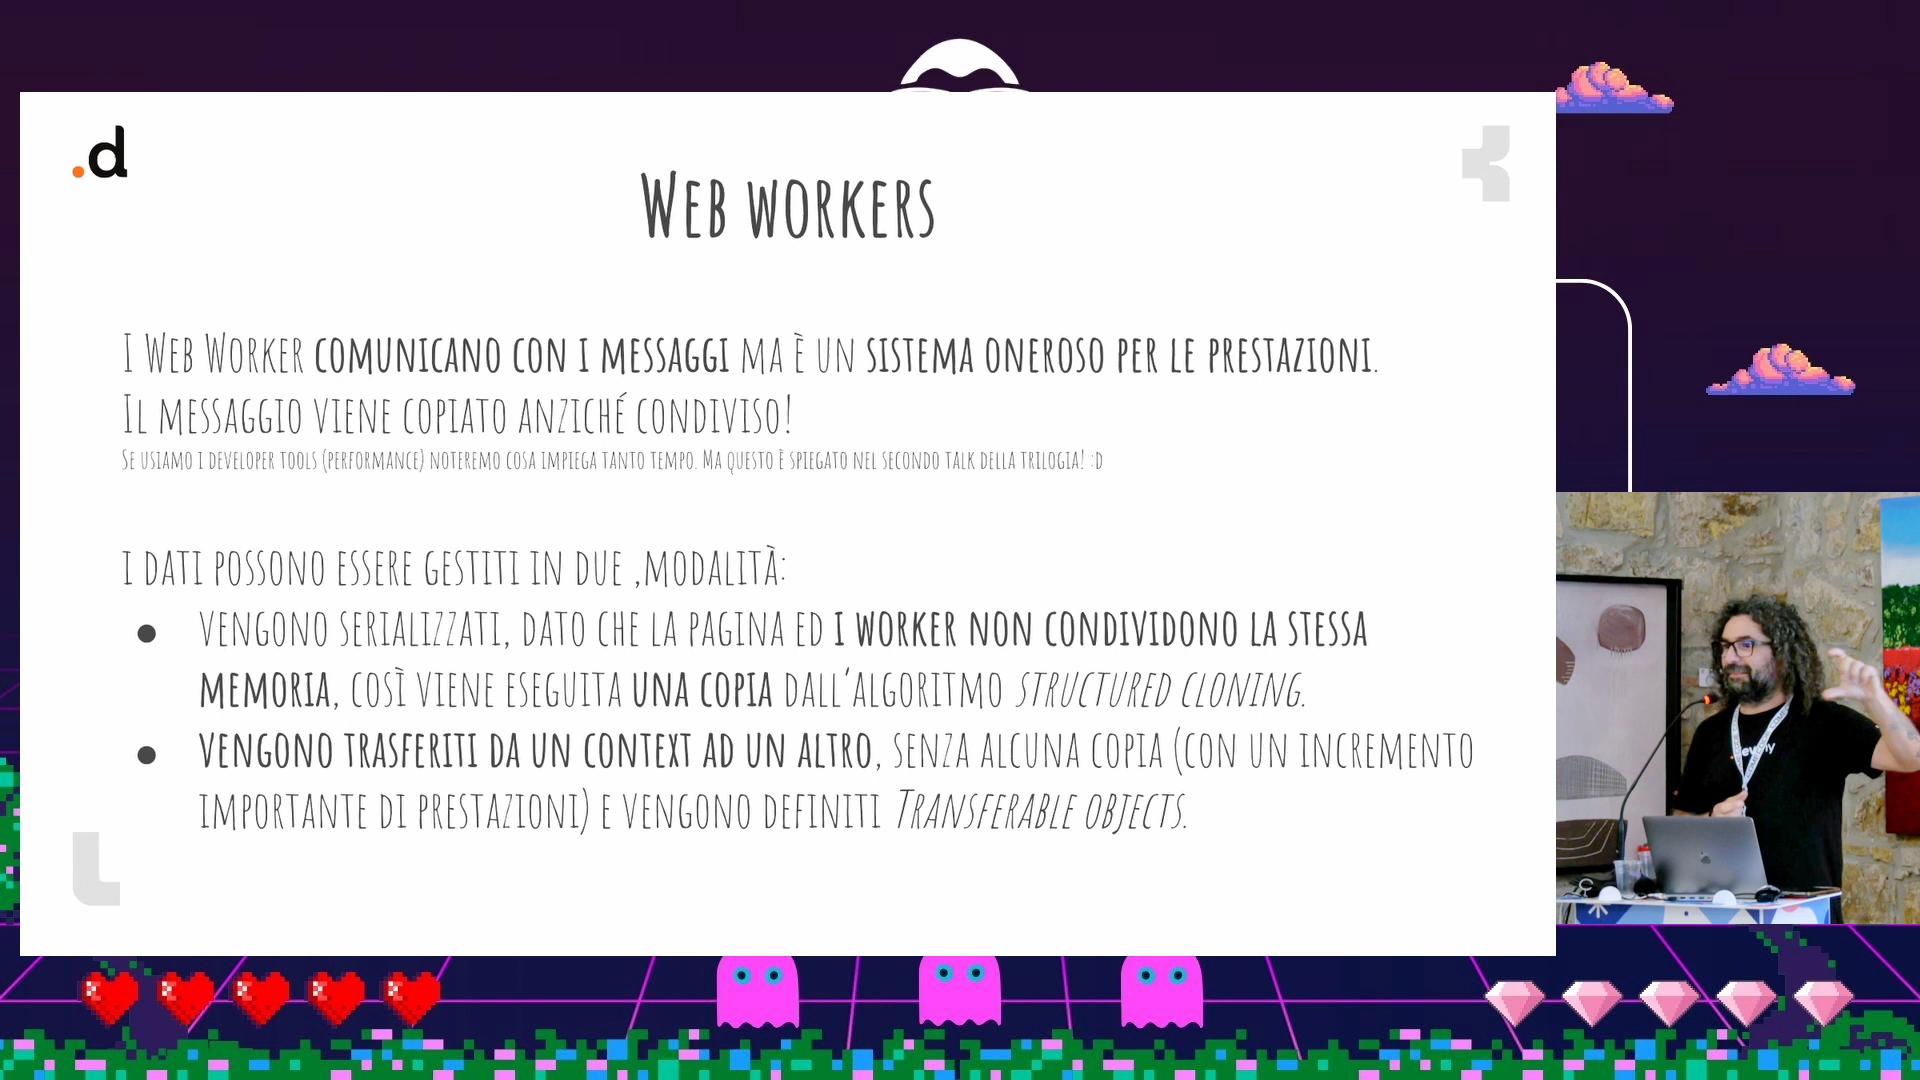 .d
Web workers
I Web Worker comunicano con i messaggi ma è un sistema oneroso per le prestazioni.
Il messaggio viene copiato anziché condiviso!
Se usiamo i developer tools (performance) noteremo cosa impiega tanto tempo. Ma questo è spiegato nel secondo talk della trilogia! :D
i dati possono essere gestiti in due ,modalità:
● vengono serializzati, dato che la pagina ed i worker non condividono la stessa
memoria, così viene eseguita una copia dall'algoritmo structured cloning.
● vengono trasferiti da un context ad un altro, senza alcuna copia (con un incremento
importante di prestazioni) e vengono definiti Transferable objects.